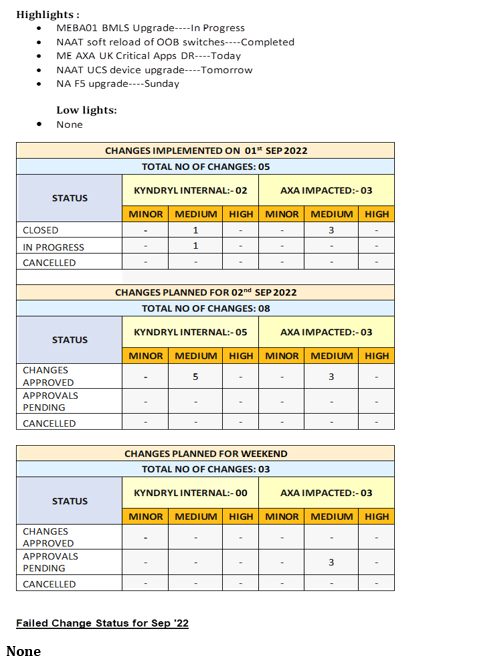 Highlights :
• MEBA01 BMLS Upgrade----In Progress
• NAAT soft reload of OOB switches----Completed
• ME AXA UK Critical Apps DR----Today
• NAAT UCS device upgrade----Tomorrow
• NA F5 upgrade----Sunday
Low lights:
• None
CHANGES IMPLEMENTED ON 01st SEP 2022
TOTAL NO OF CHANGES: 05
STATUS KYNDRYL INTERNAL:- 02 AXA IMPACTED:- 03
MINOR MEDIUM HIGH MINOR MEDIUM HIGH
CLOSED - 1 - - 3 -
IN PROGRESS - 1 - - - -
CANCELLED - - - - - -
CHANGES PLANNED FOR 02nd SEP 2022
TOTAL NO OF CHANGES: 08
STATUS KYNDRYL INTERNAL:- 05 AXA IMPACTED:- 03
MINOR MEDIUM HIGH MINOR MEDIUM HIGH
CHANGES
APPROVED - 5 - - 3 -
APPROVALS
PENDING - - - - - -
CANCELLED - - - - - -
CHANGES PLANNED FOR WEEKEND
TOTAL NO OF CHANGES: 03
STATUS KYNDRYL INTERNAL:- 00 AXA IMPACTED:- 03
MINOR MEDIUM HIGH MINOR MEDIUM HIGH
CHANGES
APPROVED - - - - - -
APPROVALS
PENDING - - - - 3 -
CANCELLED - - - - - -
Failed Change Status for Sep '22
None